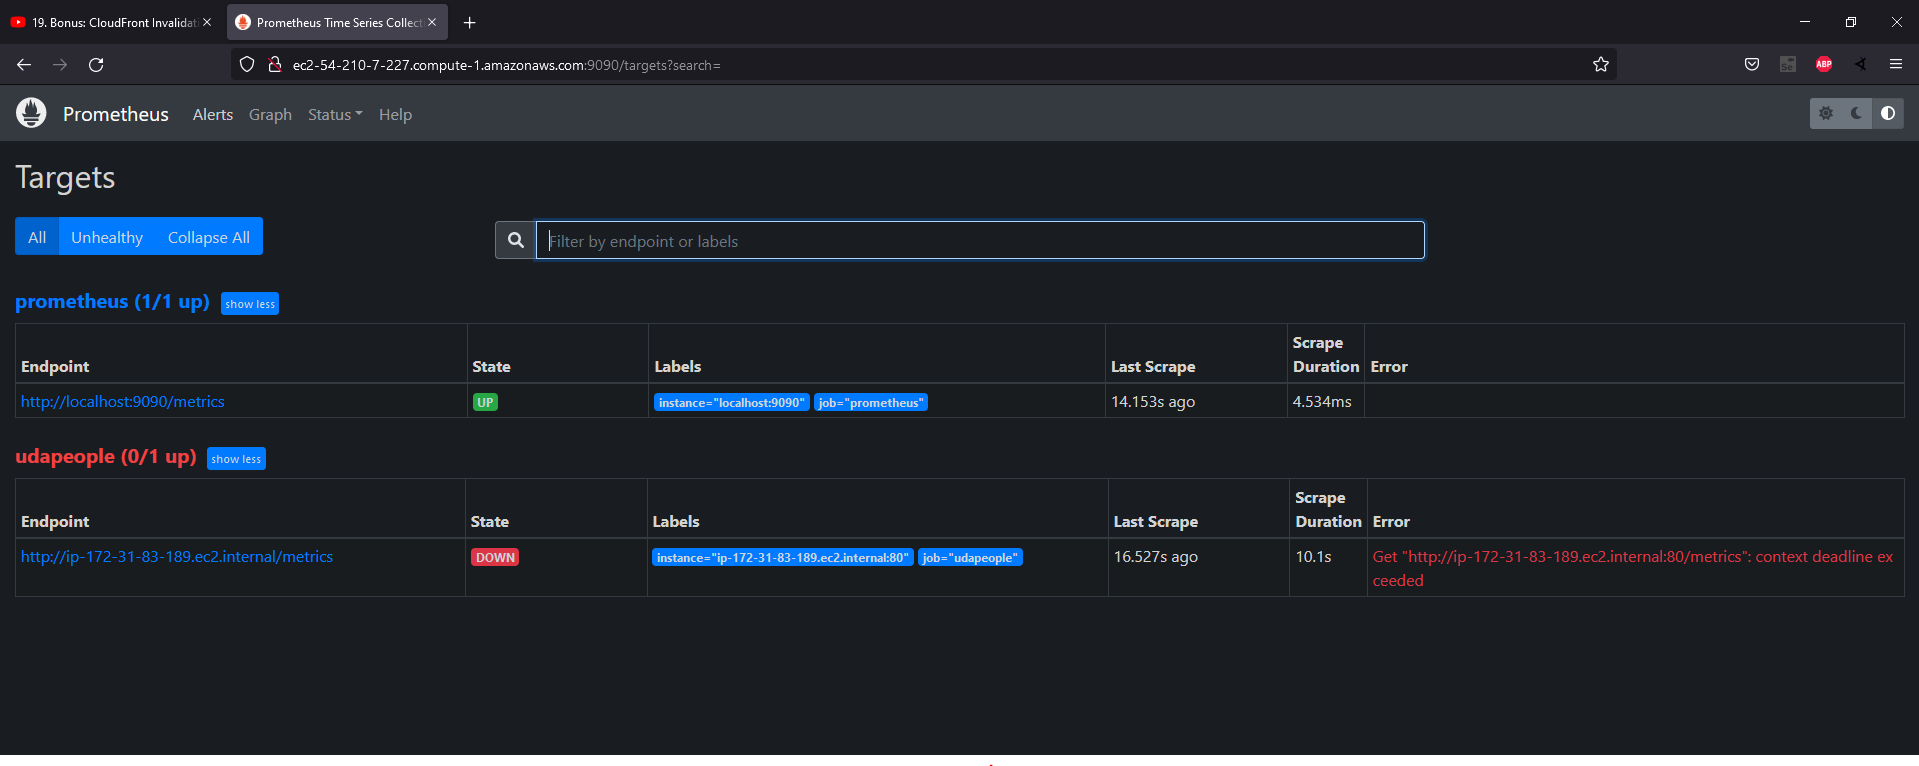 19. Bonus: CloudFront Invalidati
Prometheus Time Series Collect
ec2-54-210-7-227.compute-1.amazonaws.com:9090/targets?search=
Se ABP
Prometheus Alerts Graph Status Help
Targets
All Unhealthy Collapse All
Filter by endpoint or labels
prometheus (1/1 up) show less
Endpoint State Labels Last Scrape Scrape Duration Error
http://localhost:9090/metrics UP instance="localhost:9090" job="prometheus" 14.153s ago 4.534ms
udapeople (0/1 up) show less
Endpoint State Labels Last Scrape Scrape Duration Error
http://ip-172-31-83-189.ec2.internal/metrics DOWN instance="ip-172-31-83-189.ec2.internal:80" job="udapeople" 16.527s ago 10.1s Get "http://ip-172-31-83-189.ec2.internal:80/metrics": context deadline ex
ceeded